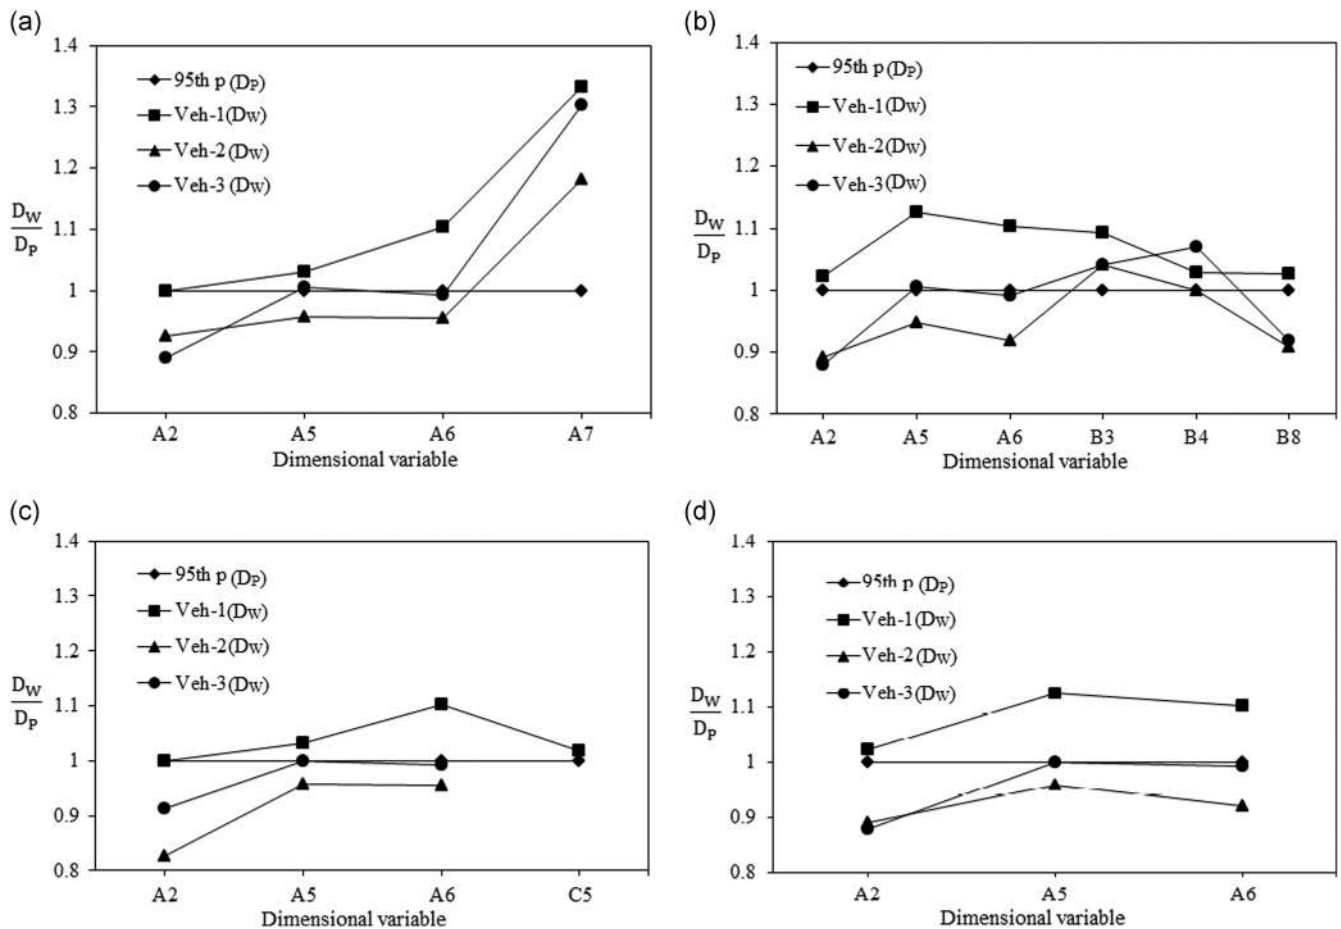 (a)
1.4
1.3
1.2
1.1
1
0.9
0.8
DW
DP
95th p (DP)
Veh-1(DW)
Veh-2(DW)
Veh-3(DW)
A2 A5 A6 A7
Dimensional variable
(b)
1.4
1.3
1.2
1.1
1
0.9
0.8
DW
DP
95th p (DP)
Veh-1(DW)
Veh-2(DW)
Veh-3(DW)
A2 A5 A6 B3 B4 B8
Dimensional variable
(c)
1.4
1.3
1.2
1.1
1
0.9
0.8
DW
DP
95th p (DP)
Veh-1(DW)
Veh-2(DW)
Veh-3(DW)
A2 A5 A6 C5
Dimensional variable
(d)
1.4
1.3
1.2
1.1
1
0.9
0.8
DW
DP
95th p (DP)
Veh-1(DW)
Veh-2(DW)
Veh-3(DW)
A2 A5 A6
Dimensional variable